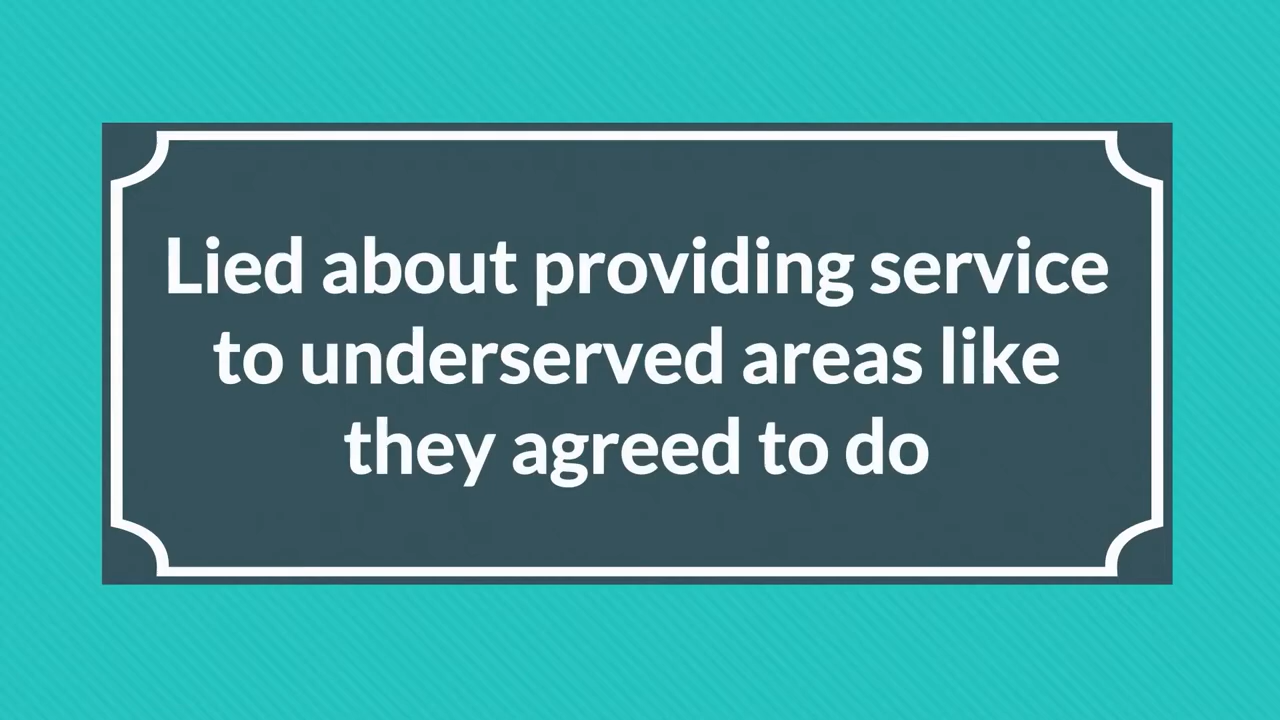 Lied about providing service
to underserved areas like
they agreed to do